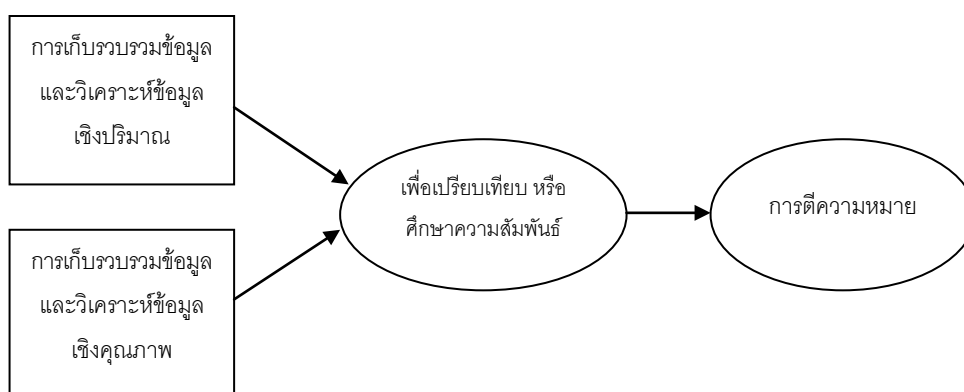 การเก็บรวบรวมข้อมูล
และวิเคราะห์ข้อมูล
เชิงปริมาณ
การเก็บรวบรวมข้อมูล
และวิเคราะห์ข้อมูล
เชิงคุณภาพ
เพื่อเปรียบเทียบ หรือ
ศึกษาความสัมพันธ์
การตีความหมาย